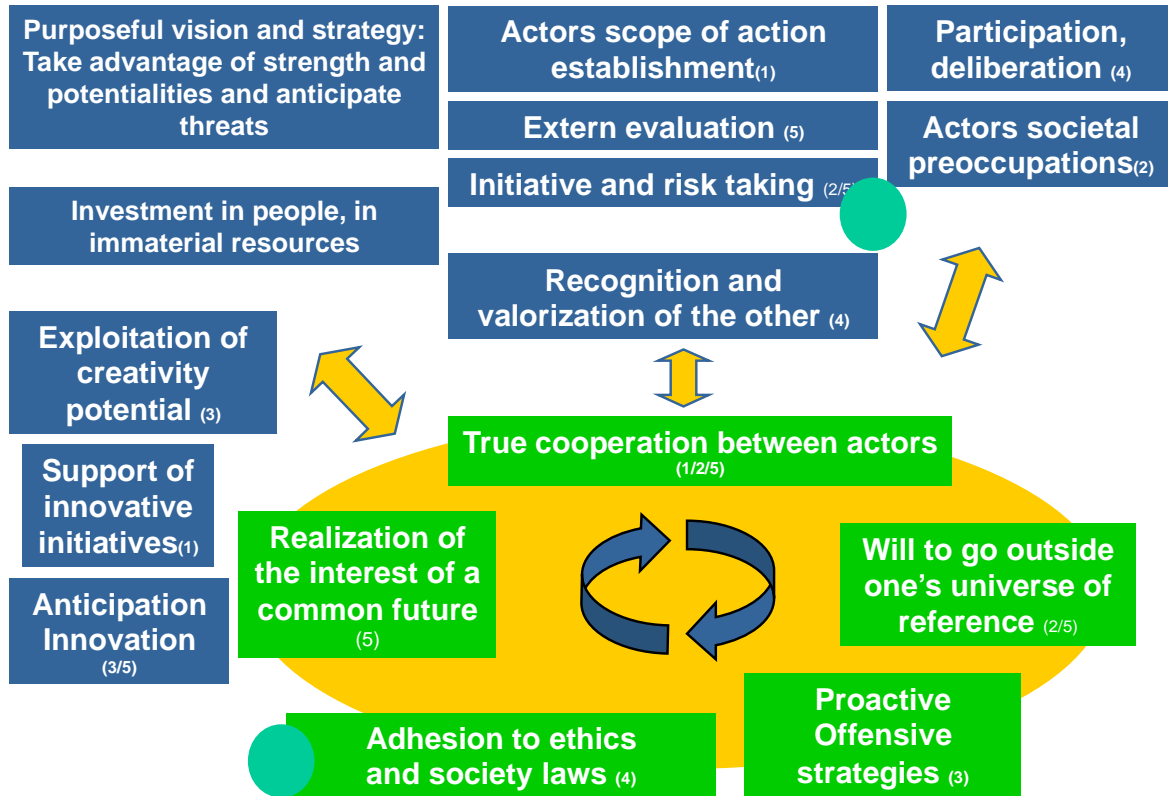 Purposeful vision and strategy:
Take advantage of strength and
potentialities and anticipate
threats
Investment in people, in
immaterial resources
Exploitation of
creativity
potential (3)
Support of
innovative
initiatives(1)
Anticipation
Innovation
(3/5)
Actors scope of action
establishment(1)
Extern evaluation (5)
Initiative and risk taking (2/5)
Recognition and
valorization of the other (4)
Participation,
deliberation (4)
Actors societal
preoccupations(2)
True cooperation between actors
(1/2/5)
Realization of
the interest of a
common future
(5)
Will to go outside
one’s universe of
reference (2/5)
Adhesion to ethics
and society laws (4)
Proactive
Offensive
strategies (3)